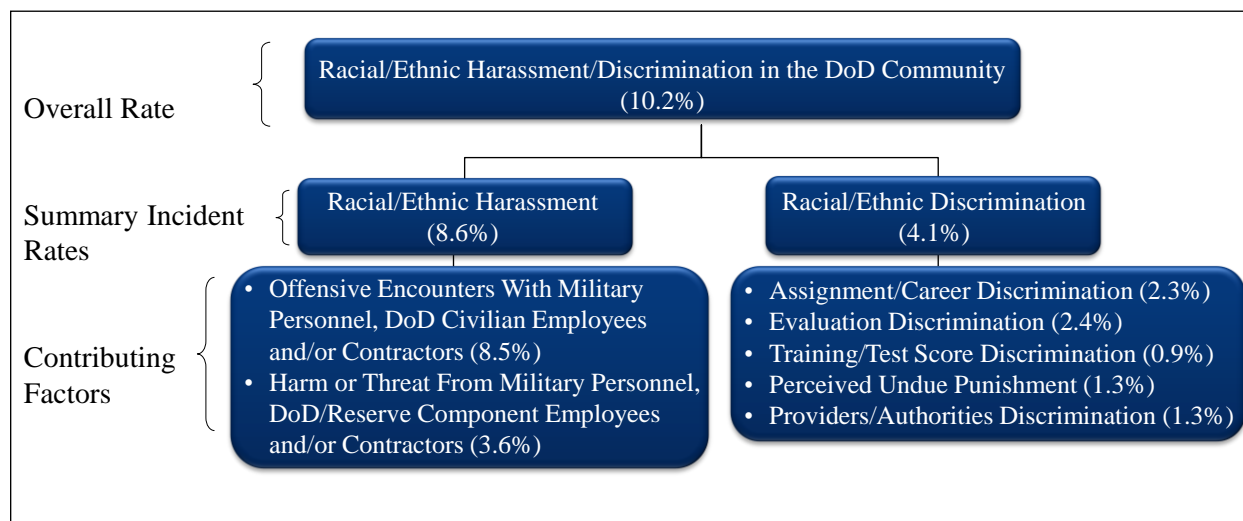 Racial/Ethnic Harassment/Discrimination in the DoD Community
(10.2%)
Overall Rate
Racial/Ethnic Harassment
(8.6%)
Racial/Ethnic Discrimination
(4.1%)
Summary Incident
Rates
• Offensive Encounters With Military
Personnel, DoD Civilian Employees
and/or Contractors (8.5%)
• Harm or Threat From Military Personnel,
DoD/Reserve Component Employees
and/or Contractors (3.6%)
• Assignment/Career Discrimination (2.3%)
• Evaluation Discrimination (2.4%)
• Training/Test Score Discrimination (0.9%)
• Perceived Undue Punishment (1.3%)
• Providers/Authorities Discrimination (1.3%)
Contributing
Factors